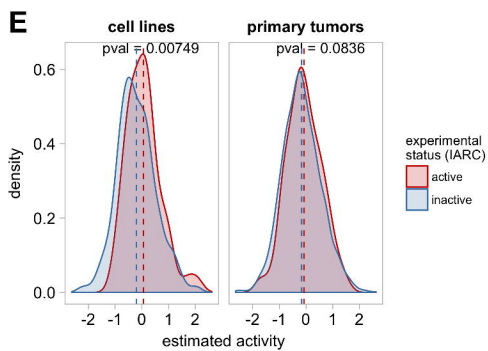 E
cell lines
primary tumors
pval = 0.00749
pval = 0.0836
0.6
0.4
0.2
0.0
density
-2 -1 0 1 2
-2 -1 0 1 2
estimated activity
experimental
status (IARC)
active
inactive